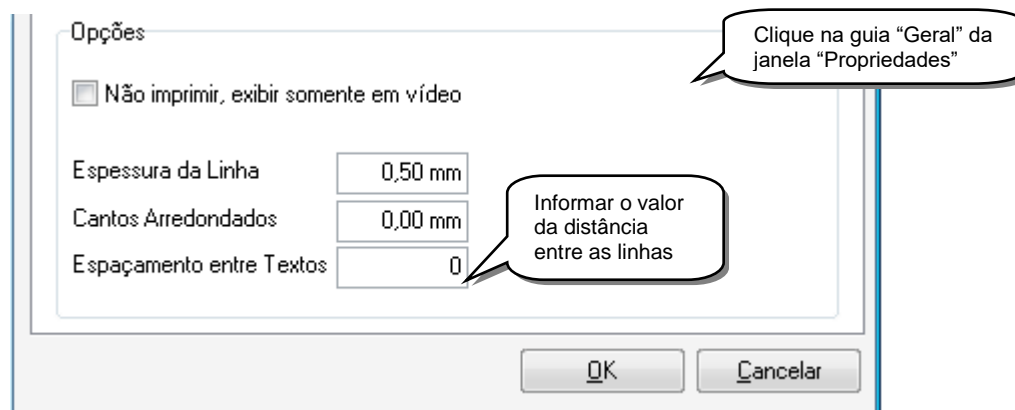 Opções
Clique na guia “Geral” da
janela “Propriedades”
Não imprimir, exibir somente em vídeo
Espessura da Linha 0,50 mm
Cantos Arredondados 0,00 mm
Espaçamento entre Textos 0
Informar o valor
da distância
entre as linhas
OK Cancelar